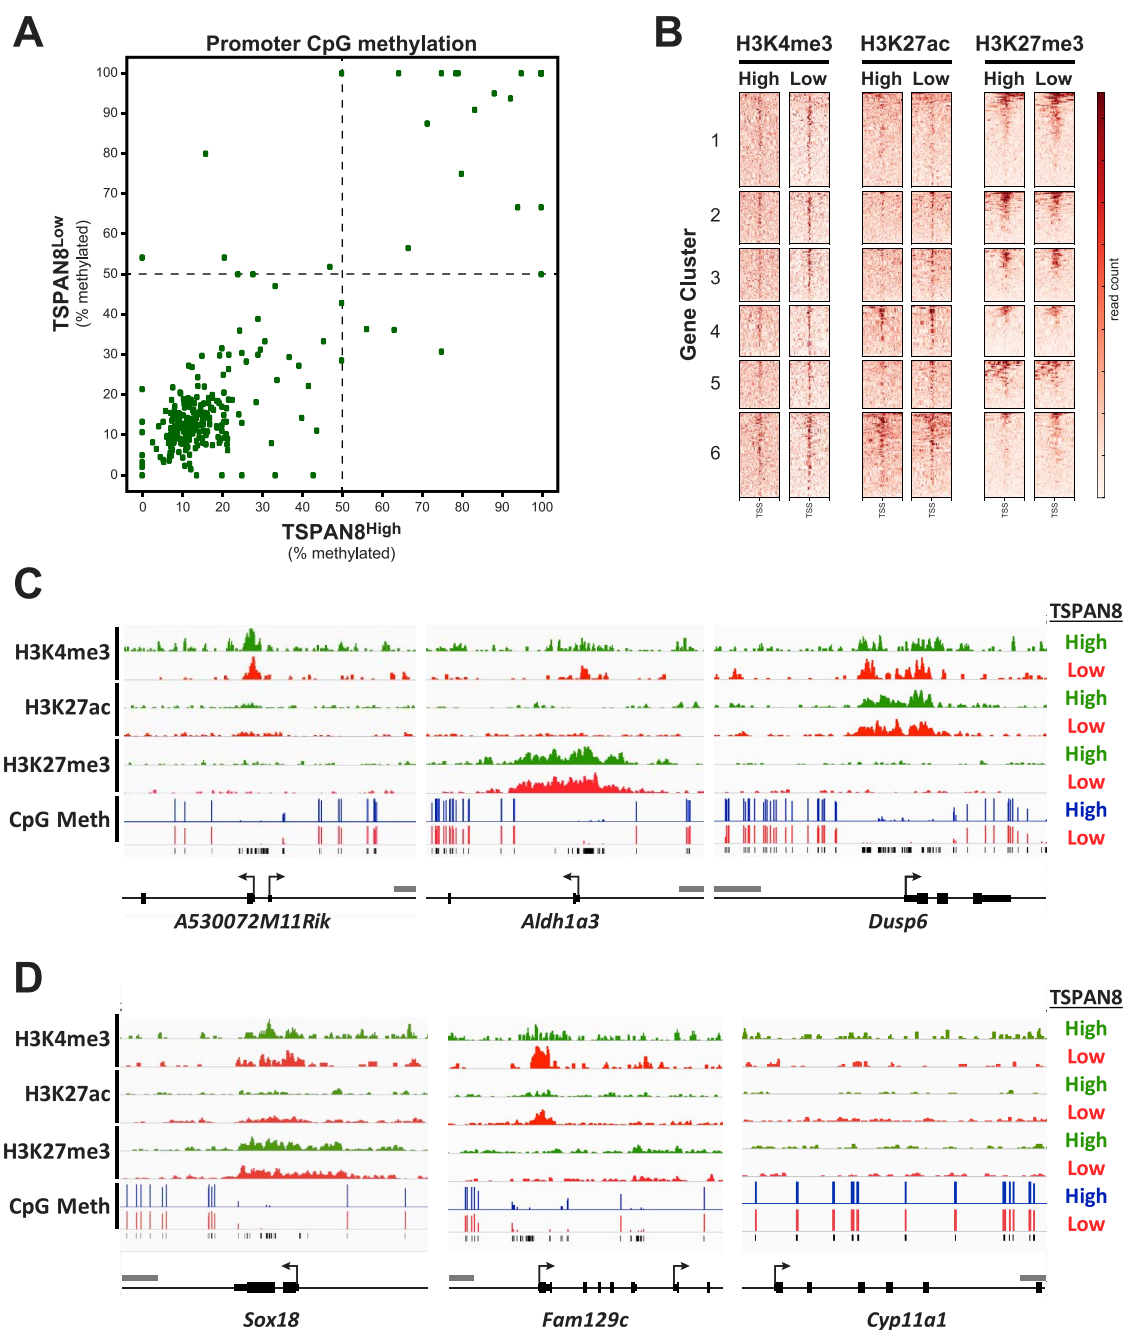 A
Promoter CpG methylation
100
90
80
70
60
50
40
30
20
10
0
TSPAN8Low
(% methylated)
0 10 20 30 40 50 60 70 80 90 100
TSPAN8High
(% methylated)
B
H3K4me3 H3K27ac H3K27me3
High Low High Low High Low
Gene Cluster
1
2
3
4
5
6
TSS TSS TSS TSS TSS TSS
read count
C
TSPAN8
H3K4me3
High
Low
H3K27ac
High
Low
H3K27me3
High
Low
CpG Meth
High
Low
A530072M11Rik Aldh1a3 Dusp6
D
TSPAN8
H3K4me3
High
Low
H3K27ac
High
Low
H3K27me3
High
Low
CpG Meth
High
Low
Sox18 Fam129c Cyp11a1